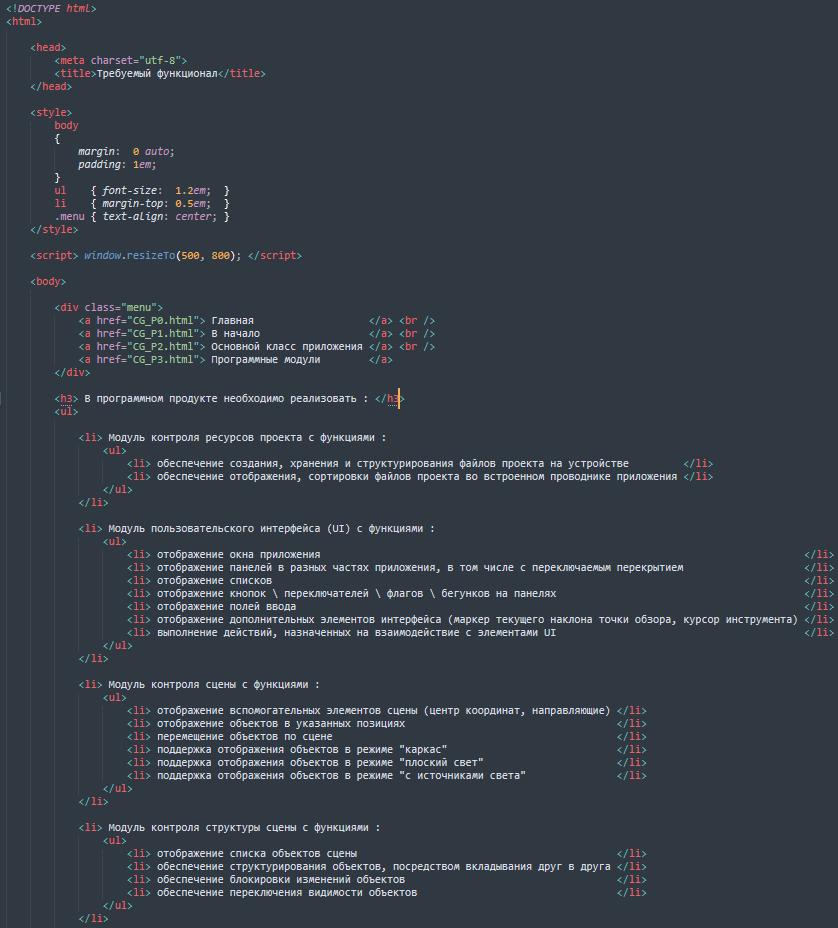 <!DOCTYPE html>
<html>
<head>
<meta charset="utf-8">
<title>Требуемый функционал</title>
</head>
<style>
body
{
margin:  0 auto;
padding: 1em;
}
ul    { font-size:  1.2em;  }
li    { margin-top: 0.5em;  }
.menu { text-align: center; }
</style>
<script> window.resizeTo(500, 800); </script>
<body>
<div class="menu">
<a href="CG_P0.html"> Главная                   </a> <br />
<a href="CG_P1.html"> В начало                  </a> <br />
<a href="CG_P2.html"> Основной класс приложения </a> <br />
<a href="CG_P3.html"> Программные модули        </a>
</div>
<h3> В программном продукте необходимо реализовать : </h3>
<ul>
<li> Модуль контроля ресурсов проекта с функциями :
<ul>
<li> обеспечение создания, хранения и структурирования файлов проекта на устройстве         </li>
<li> обеспечение отображения, сортировки файлов проекта во встроенном проводнике приложения </li>
</ul>
</li>
<li> Модуль пользовательского интерфейса (UI) с функциями :
<ul>
<li> отображение окна приложения </li>
<li> отображение панелей в разных частях приложения, в том числе с переключаемым перекрытием </li>
<li> отображение списков </li>
<li> отображение кнопок \ переключателей \ флагов \ бегунков на панелях </li>
<li> отображение полей ввода </li>
<li> отображение дополнительных элементов интерфейса (маркер текущего наклона точки обзора, курсор инструмента) </li>
<li> выполнение действий, назначенных на взаимодействие с элементами UI </li>
</ul>
</li>
<li> Модуль контроля сцены с функциями :
<ul>
<li> отображение вспомогательных элементов сцены (центр координат, направляющие) </li>
<li> отображение объектов в указанных позициях </li>
<li> перемещение объектов по сцене </li>
<li> поддержка отображения объектов в режиме "каркас" </li>
<li> поддержка отображения объектов в режиме "плоский свет" </li>
<li> поддержка отображения объектов в режиме "с источниками света" </li>
</ul>
</li>
<li> Модуль контроля структуры сцены с функциями :
<ul>
<li> отображение списка объектов сцены </li>
<li> обеспечение структурирования объектов, посредством вкладывания друг в друга </li>
<li> обеспечение блокировки изменений объектов </li>
<li> обеспечение переключения видимости объектов </li>
</ul>
</li>